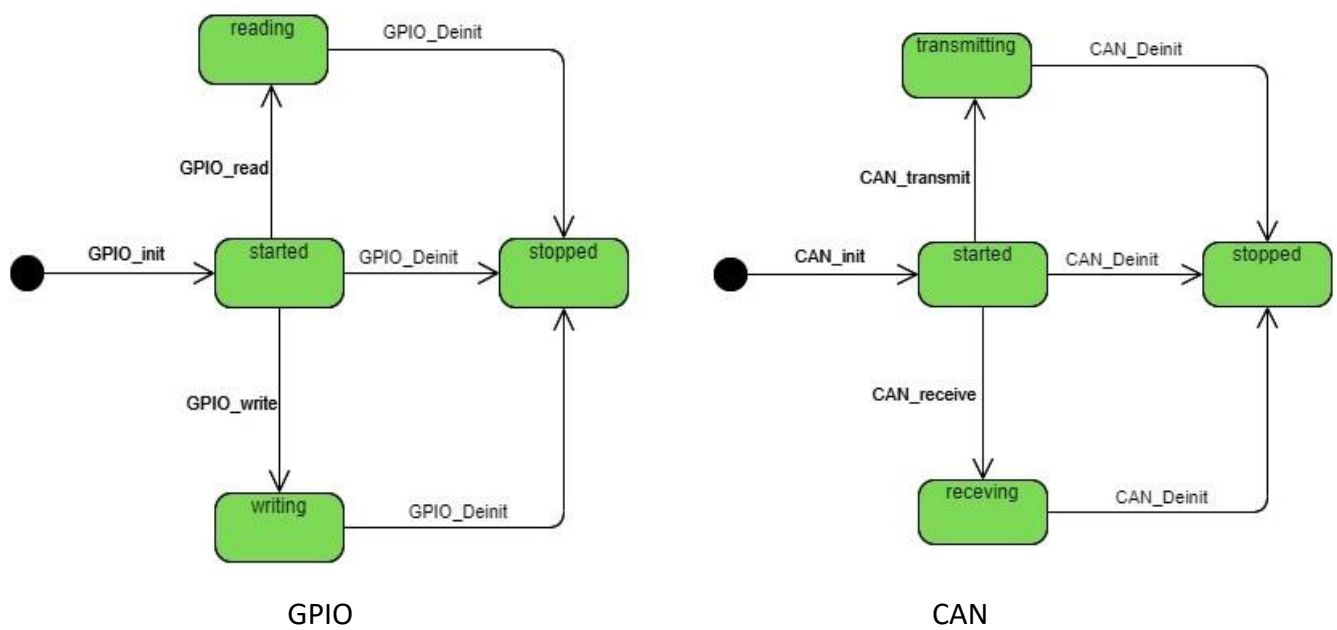 reading
GPIO_Deinit
GPIO_read
GPIO_init
started
GPIO_Deinit
stopped
GPIO_write
writing
GPIO_Deinit
GPIO
transmitting
CAN_Deinit
CAN_transmit
CAN_init
started
CAN_Deinit
stopped
CAN_receive
receving
CAN_Deinit
CAN